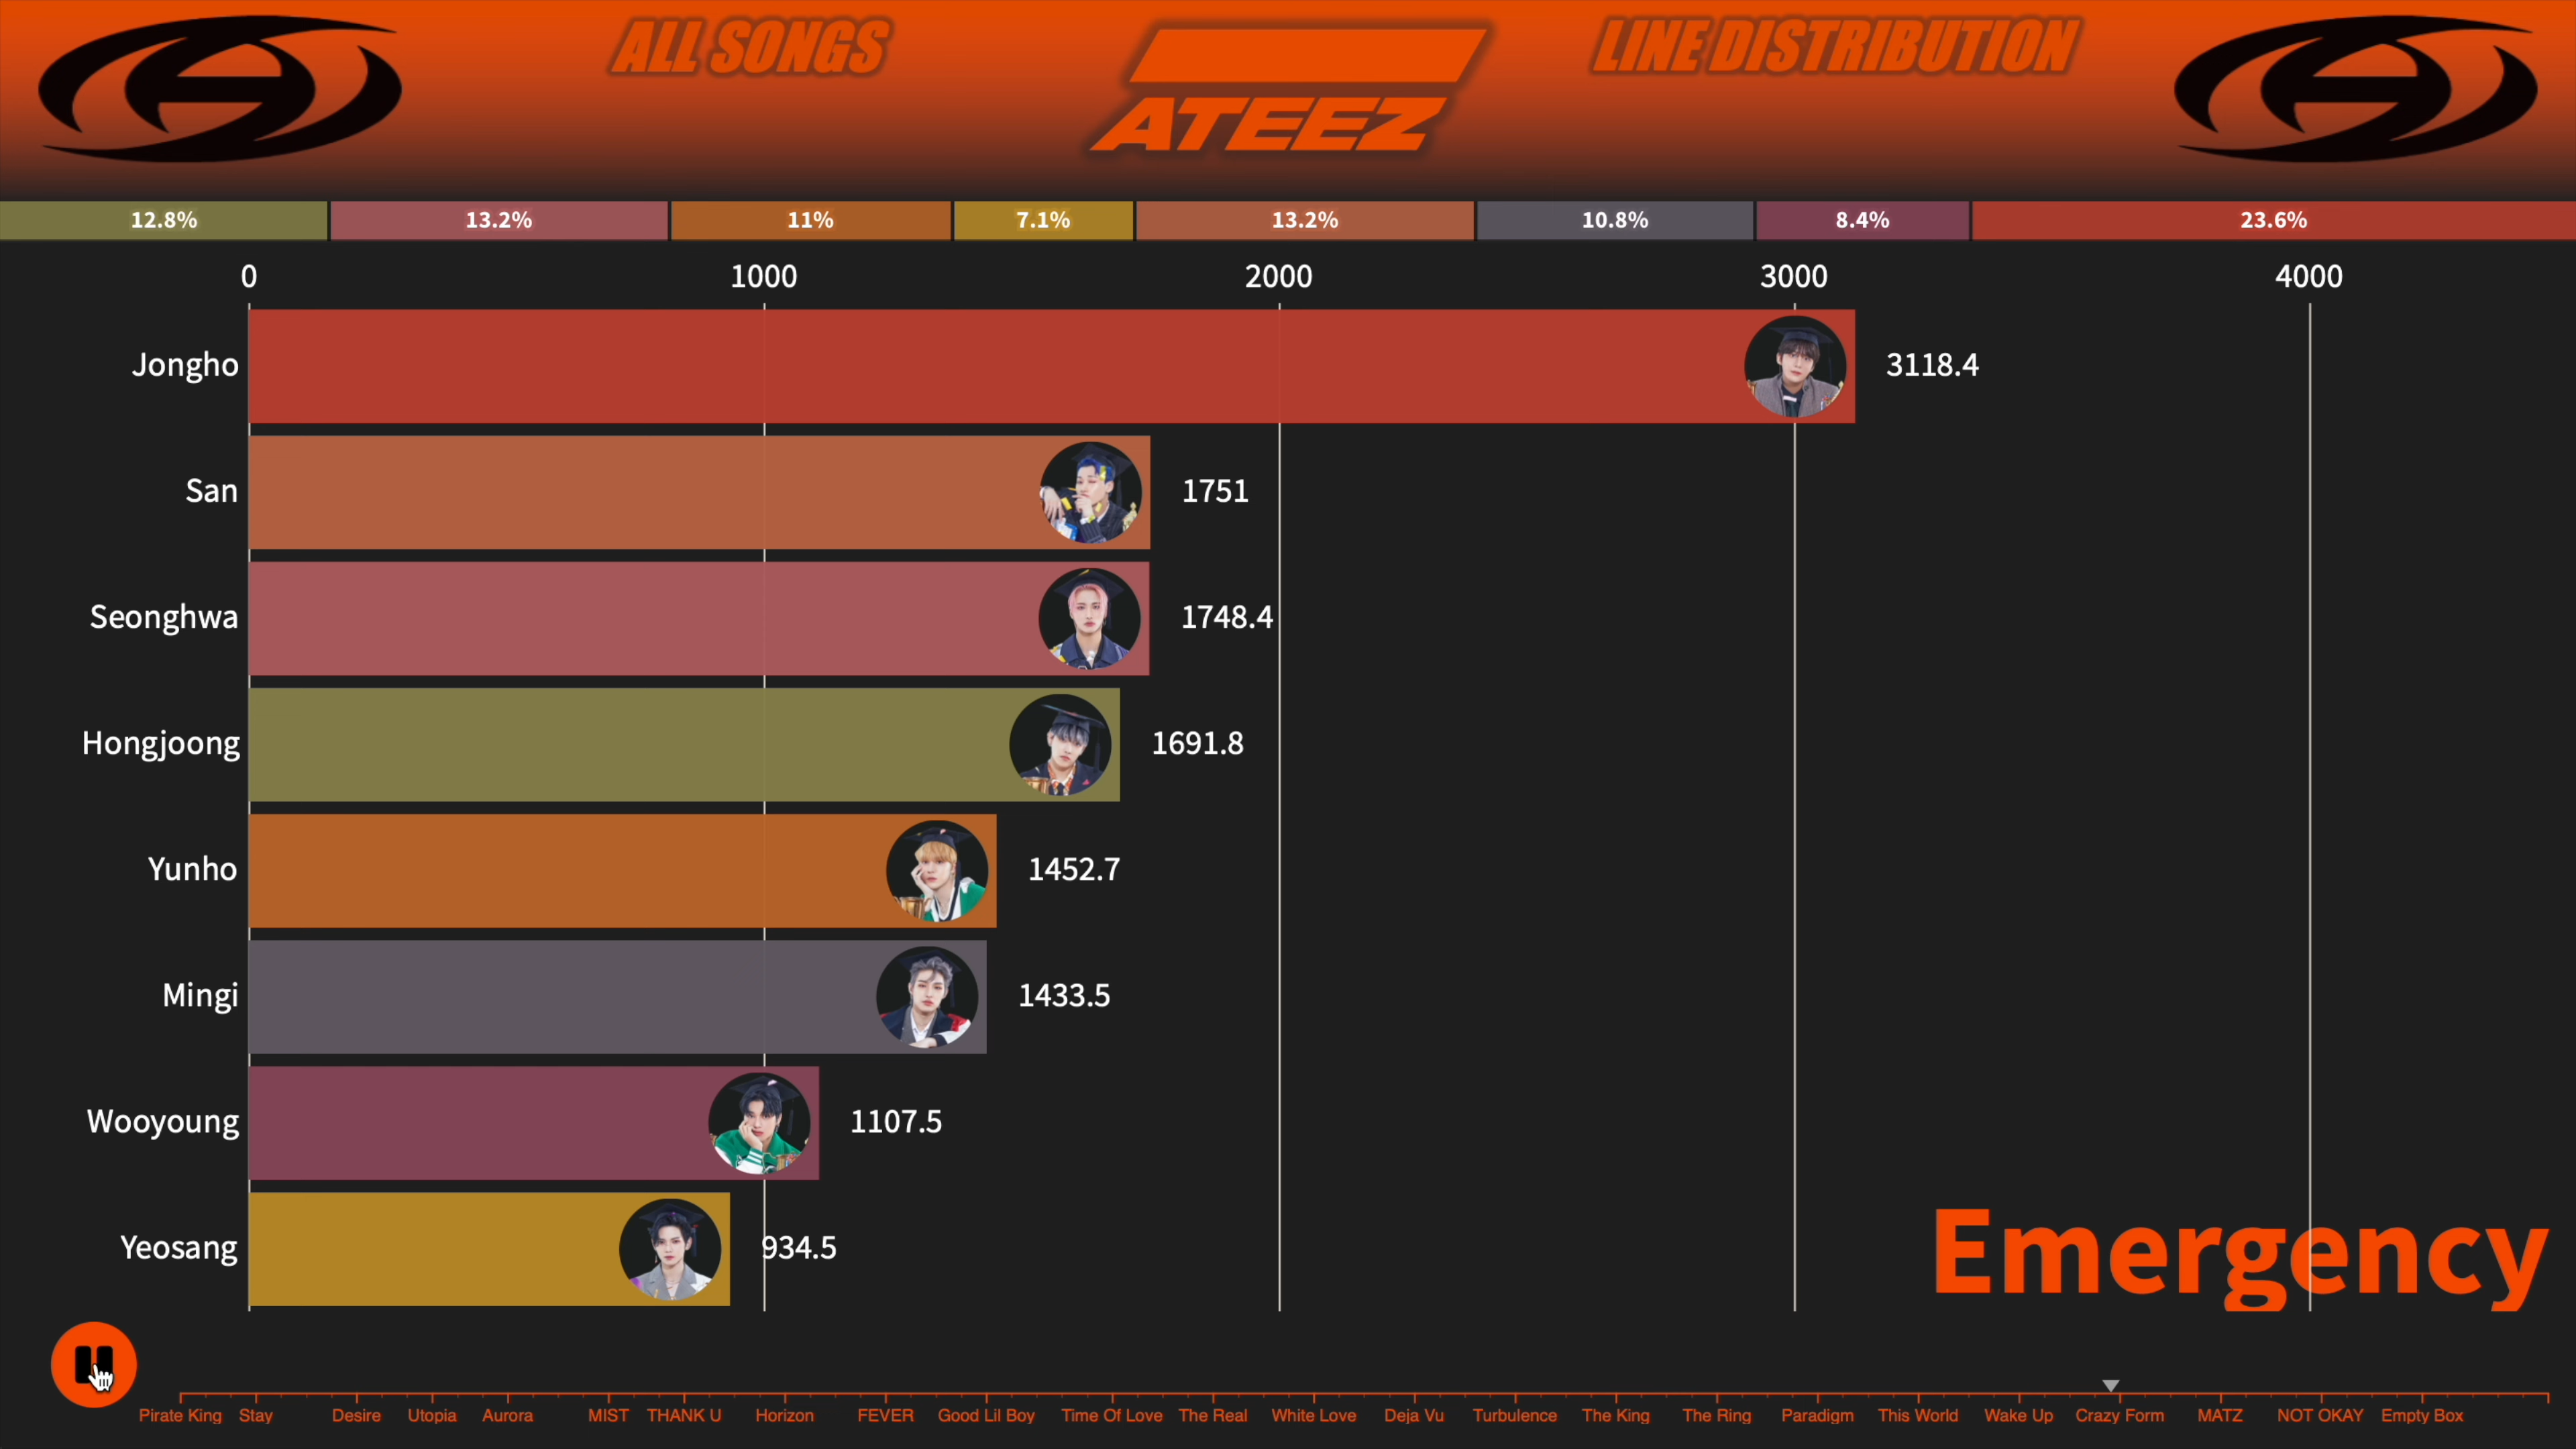 ALL SONGS
ATEEZ
LINE DISTRIBUTION
12.8% 13.2% 11% 7.1% 13.2% 10.8% 8.4% 23.6%
0 1000 2000 3000 4000
Jongho 3118.4
San 1751
Seonghwa 1748.4
Hongjoong 1691.8
Yunho 1452.7
Mingi 1433.5
Wooyoung 1107.5
Yeosang 934.5
Emergency
Pirate King Stay Desire Utopia Aurora MIST THANK U Horizon FEVER Good Lil Boy Time Of Love The Real White Love Deja Vu Turbulence The King The Ring Paradigm This World Wake Up Crazy Form MATZ NOT OKAY Empty Box